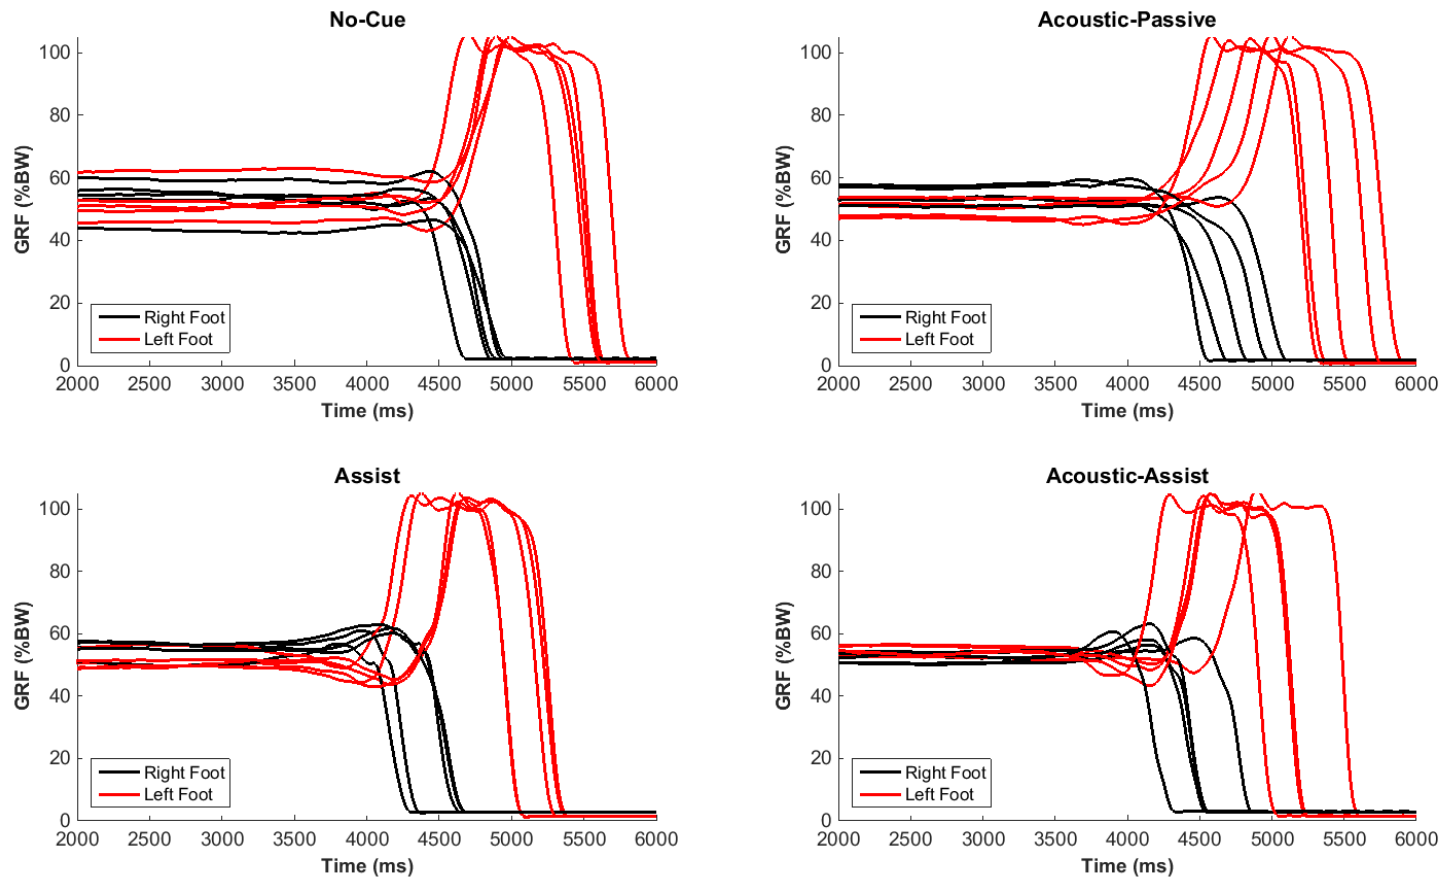 No-Cue
GRF (%BW)
100
80
60
40
20
0
Right Foot
Left Foot
2000 2500 3000 3500 4000 4500 5000 5500 6000
Time (ms)
Acoustic-Passive
GRF (%BW)
100
80
60
40
20
0
Right Foot
Left Foot
2000 2500 3000 3500 4000 4500 5000 5500 6000
Time (ms)
Assist
GRF (%BW)
100
80
60
40
20
0
Right Foot
Left Foot
2000 2500 3000 3500 4000 4500 5000 5500 6000
Time (ms)
Acoustic-Assist
GRF (%BW)
100
80
60
40
20
0
Right Foot
Left Foot
2000 2500 3000 3500 4000 4500 5000 5500 6000
Time (ms)